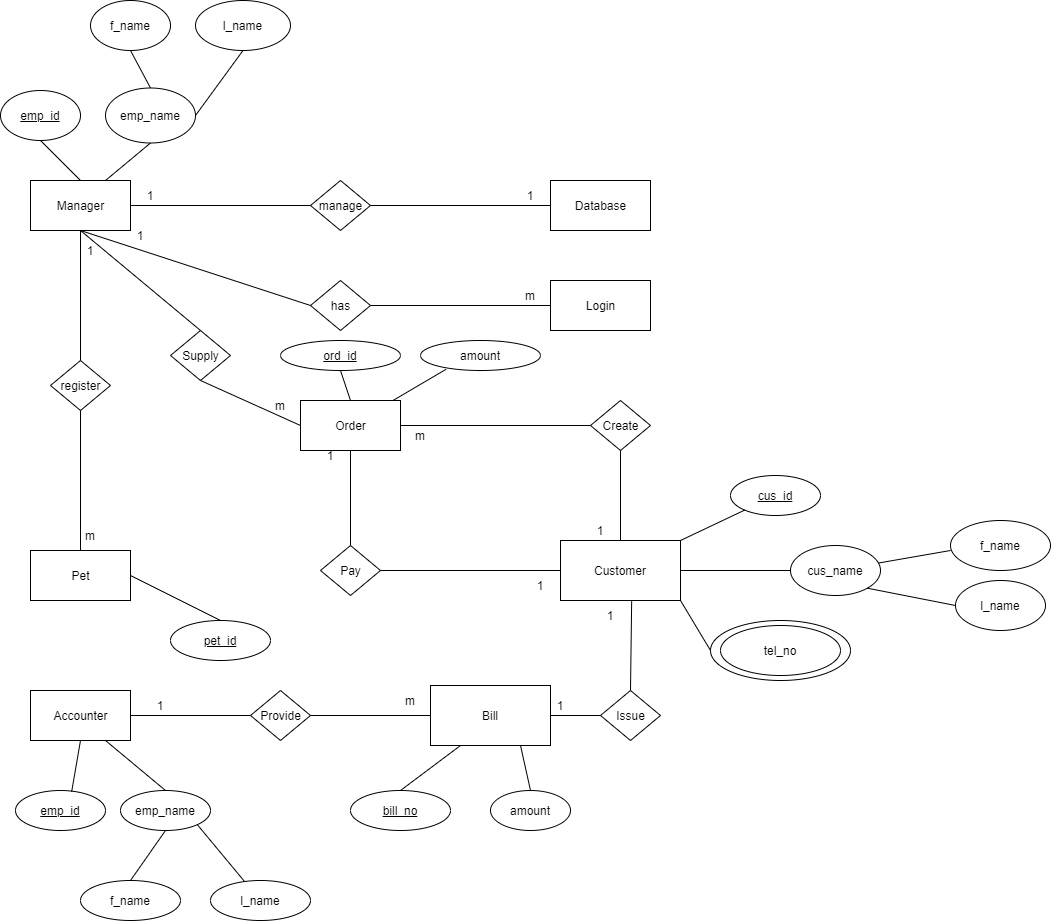 f_name
l_name
emp_id
emp_name
Manager
1
manage
1
Database
1
1
has
m
Login
Supply
ord_id
amount
register
m
Order
m
Create
1
cus_id
1
m
Pet
Pay
1
Customer
cus_name
f_name
l_name
1
pet_id
tel_no
Accounter
1
Provide
m
Bill
1
Issue
emp_id
emp_name
bill_no
amount
f_name
l_name